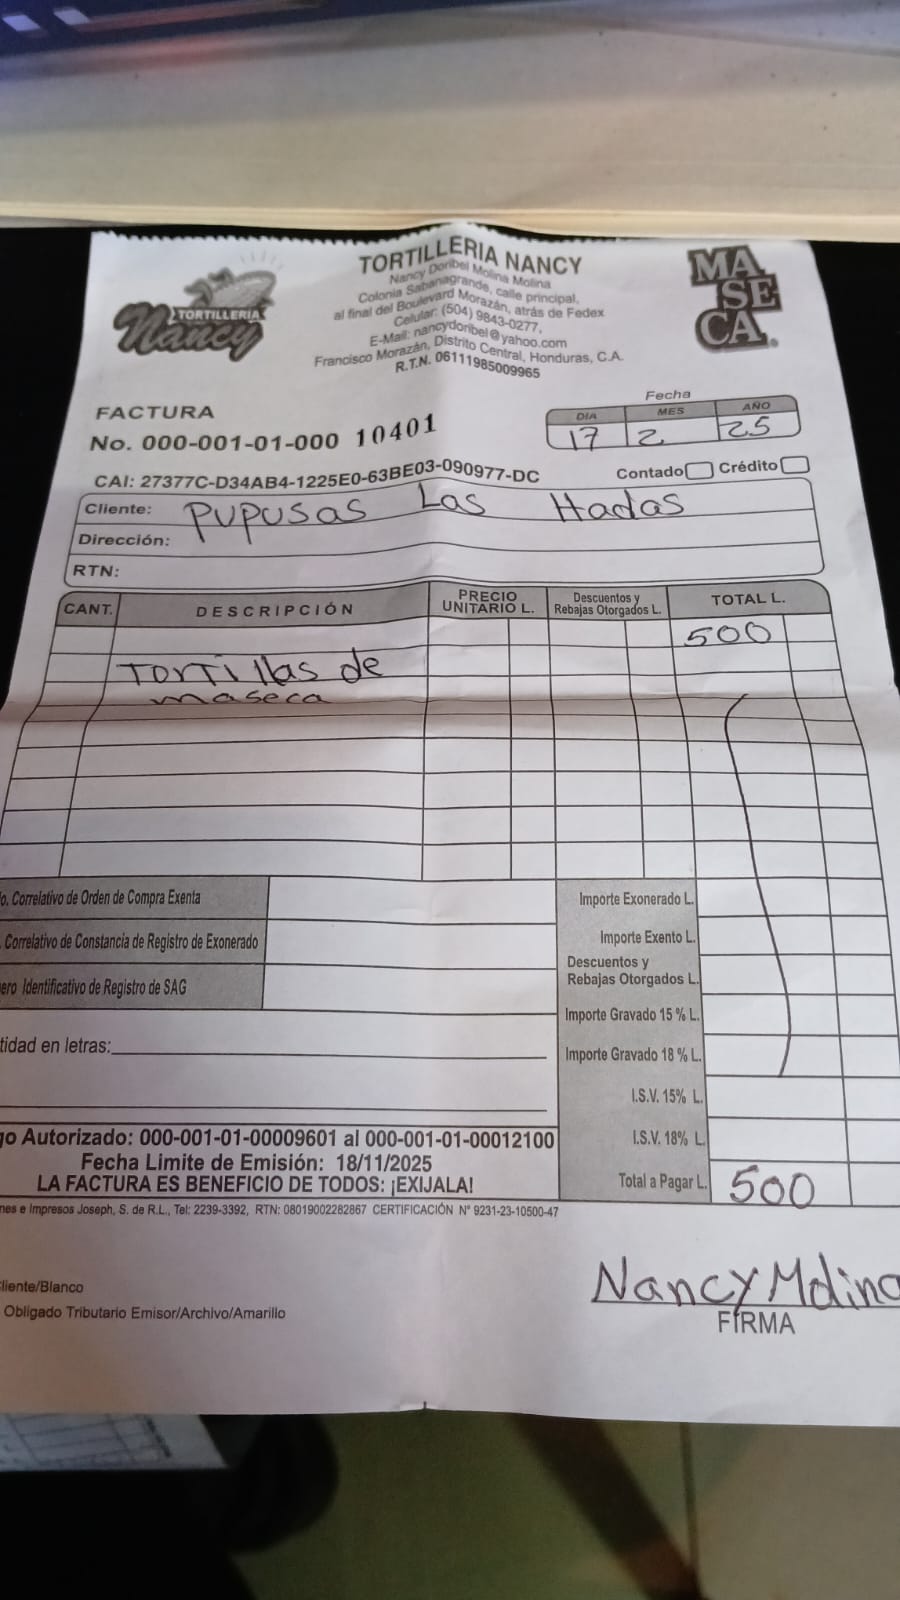 TORTILLERIA NANCY
Nancy Doribel Molina Molina
Colonia Sabanagrande, calle principal,
al final del Boulevard Morazán, atrás de Fedex
Celular: (504) 9843-0277,
E-Mail: nancydoribel@yahoo.com
Francisco Morazán, Distrito Central, Honduras, C.A.
R.T.N. 06111985009965
TORTILLERIA
Nancy
MA
SE
CA.
FACTURA
No. 000-001-01-000 10401
Fecha
DIA MES AÑO
17 2 25
CAI: 27377C-D34AB4-1225E0-63BE03-090977-DC
Contado Crédito
Cliente: PUPUSAS Las Hadas
Dirección:
RTN:
CANT. DESCRIPCIÓN PRECIO UNITARIO L. Descuentos y Rebajas Otorgados L. TOTAL L.
500
Tortillas de
maseca
o. Correlativo de Orden de Compra Exenta
. Correlativo de Constancia de Registro de Exonerado
ero Identificativo de Registro de SAG
tidad en letras:
Importe Exonerado L.
Importe Exento L.
Descuentos y
Rebajas Otorgados L.
Importe Gravado 15 % L.
Importe Gravado 18 % L.
I.S.V. 15% L.
I.S.V. 18% L.
Total a Pagar L. 500
go Autorizado: 000-001-01-00009601 al 000-001-01-00012100
Fecha Limite de Emisión: 18/11/2025
LA FACTURA ES BENEFICIO DE TODOS: ¡EXIJALA!
nes e Impresos Joseph, S. de R.L., Tel: 2239-3392, RTN: 08019002282867 CERTIFICACIÓN N° 9231-23-10500-47
liente/Blanco
Obligado Tributario Emisor/Archivo/Amarillo
Nancy Molina
FIRMA